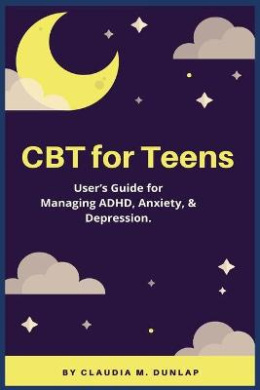 CBT for Teens
User's Guide for
Managing ADHD, Anxiety, &
Depression.
BY CLAUDIA M. DUNLAP